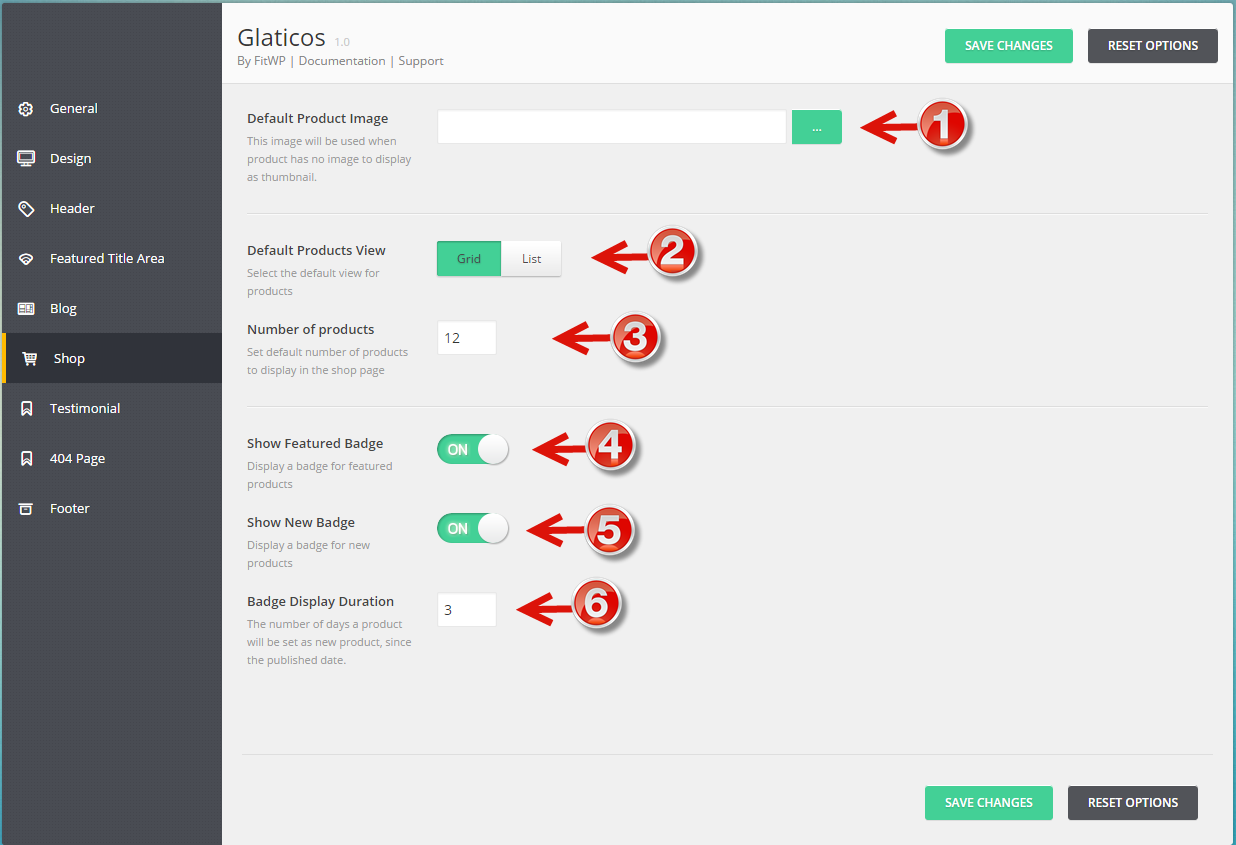 Glaticos 1.0
By FitWP | Documentation | Support
SAVE CHANGES
RESET OPTIONS
General
Design
Header
Featured Title Area
Blog
Shop
Testimonial
404 Page
Footer
Default Product Image
This image will be used when
product has no image to display
as thumbnail.
...
1
Default Products View
Select the default view for
products
Grid
List
2
Number of products
Set default number of products
to display in the shop page
12
3
Show Featured Badge
Display a badge for featured
products
ON
4
Show New Badge
Display a badge for new
products
ON
5
Badge Display Duration
The number of days a product
will be set as new product, since
the published date.
3
6
SAVE CHANGES
RESET OPTIONS